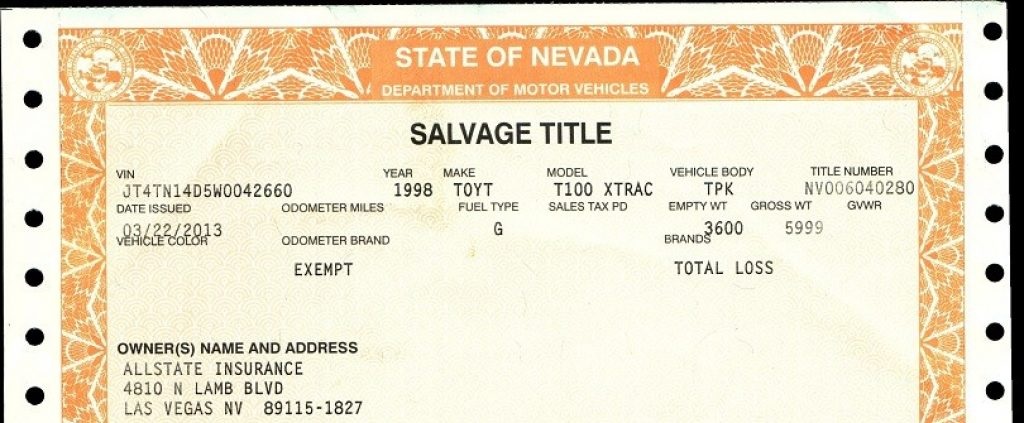 STATE OF NEVADA
DEPARTMENT OF MOTOR VEHICLES
SALVAGE TITLE
VIN YEAR MAKE MODEL VEHICLE BODY TITLE NUMBER
JT4TN14D5W0042660 1998 TOYT T100 XTRAC TPK NV006040280
DATE ISSUED ODOMETER MILES FUEL TYPE SALES TAX PD EMPTY WT GROSS WT GVWR
03/22/2013 G 3600 5999
VEHICLE COLOR ODOMETER BRAND BRANDS
EXEMPT TOTAL LOSS
OWNER(S) NAME AND ADDRESS
ALLSTATE INSURANCE
4810 N LAMB BLVD
LAS VEGAS NV 89115-1827